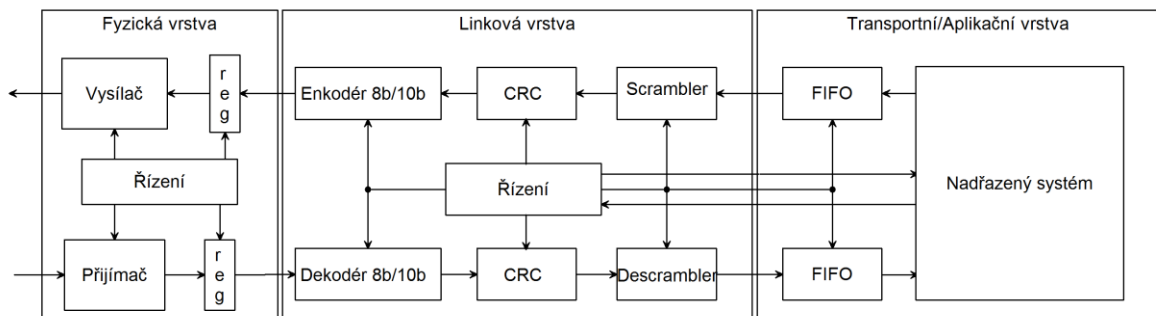 Fyzická vrstva
Linková vrstva
Transportní/Aplikační vrstva
Vysílač
r
e
g
Enkodér 8b/10b
CRC
Scrambler
FIFO
Řízení
Řízení
Nadřazený systém
Přijímač
r
e
g
Dekodér 8b/10b
CRC
Descrambler
FIFO